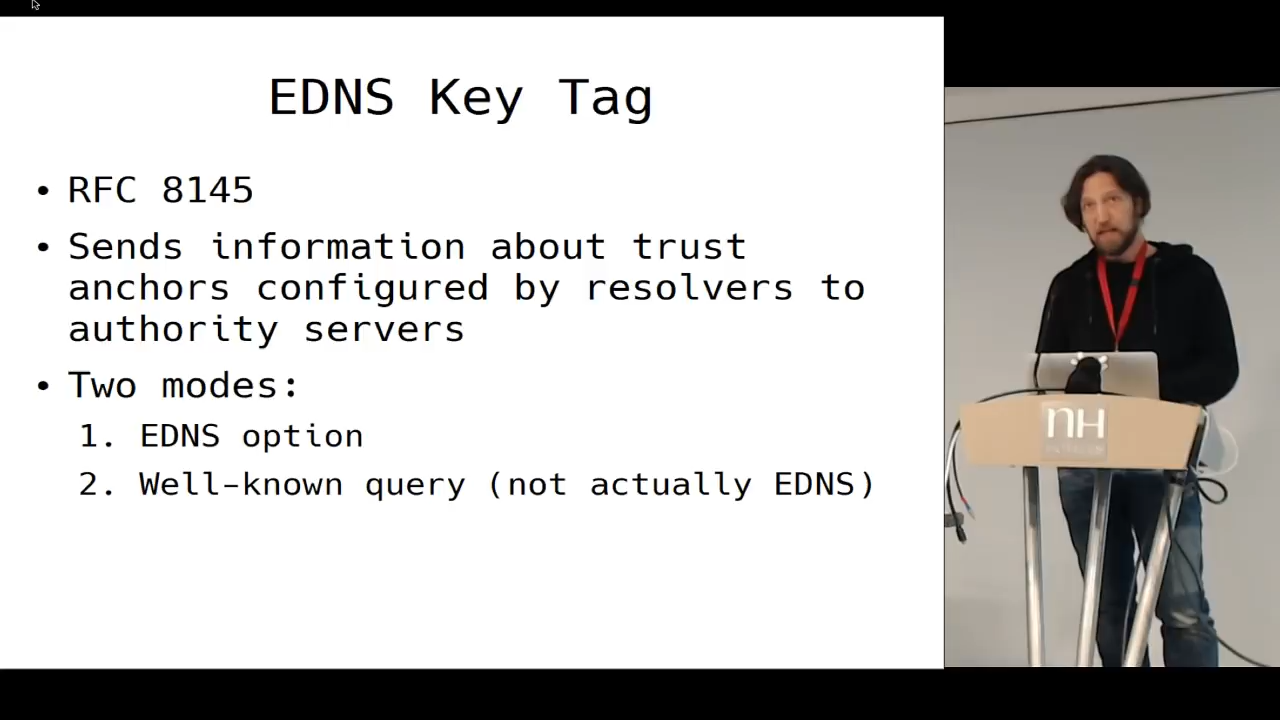 EDNS Key Tag
• RFC 8145
• Sends information about trust
anchors configured by resolvers to
authority servers
• Two modes:
1. EDNS option
2. Well-known query (not actually EDNS)
NH